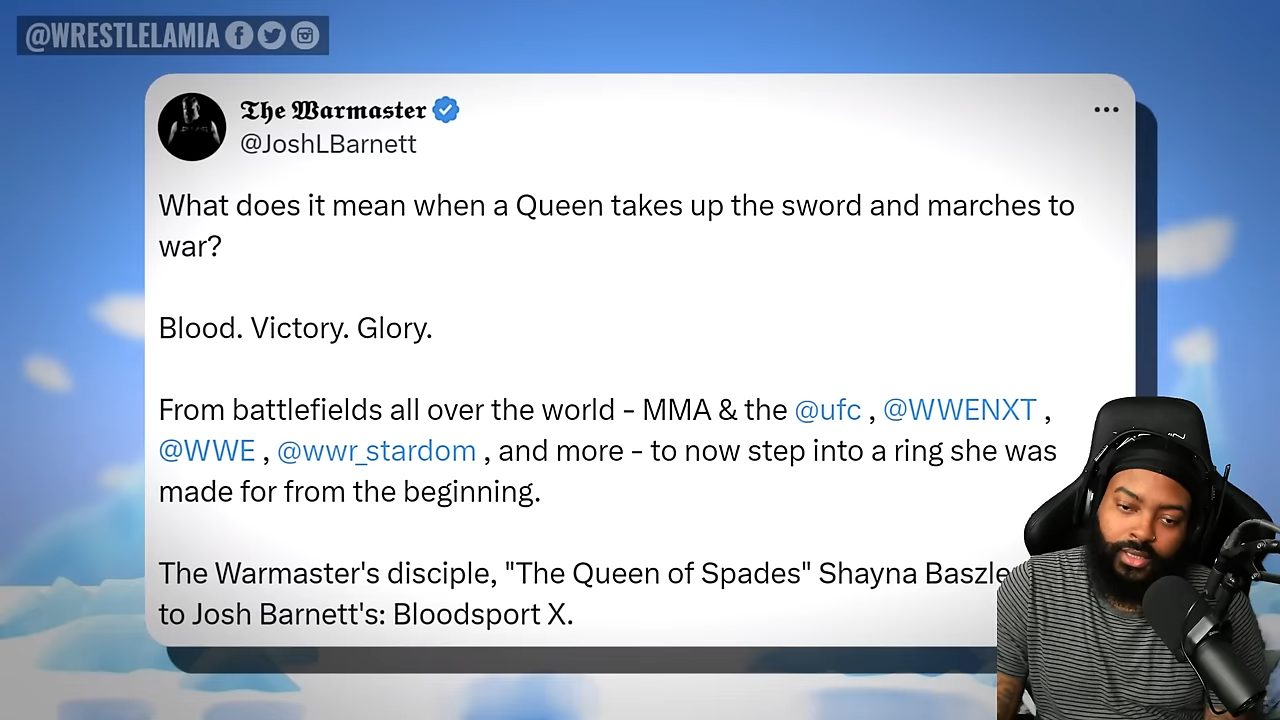 @WRESTLELAMIA
The Warmaster
@JoshLBarnett
What does it mean when a Queen takes up the sword and marches to
war?
Blood. Victory. Glory.
From battlefields all over the world - MMA & the @ufc , @WWENXT ,
@WWE , @wwr_stardom , and more - to now step into a ring she was
made for from the beginning.
The Warmaster's disciple, "The Queen of Spades" Shayna
to Josh Barnett's: Bloodsport X.